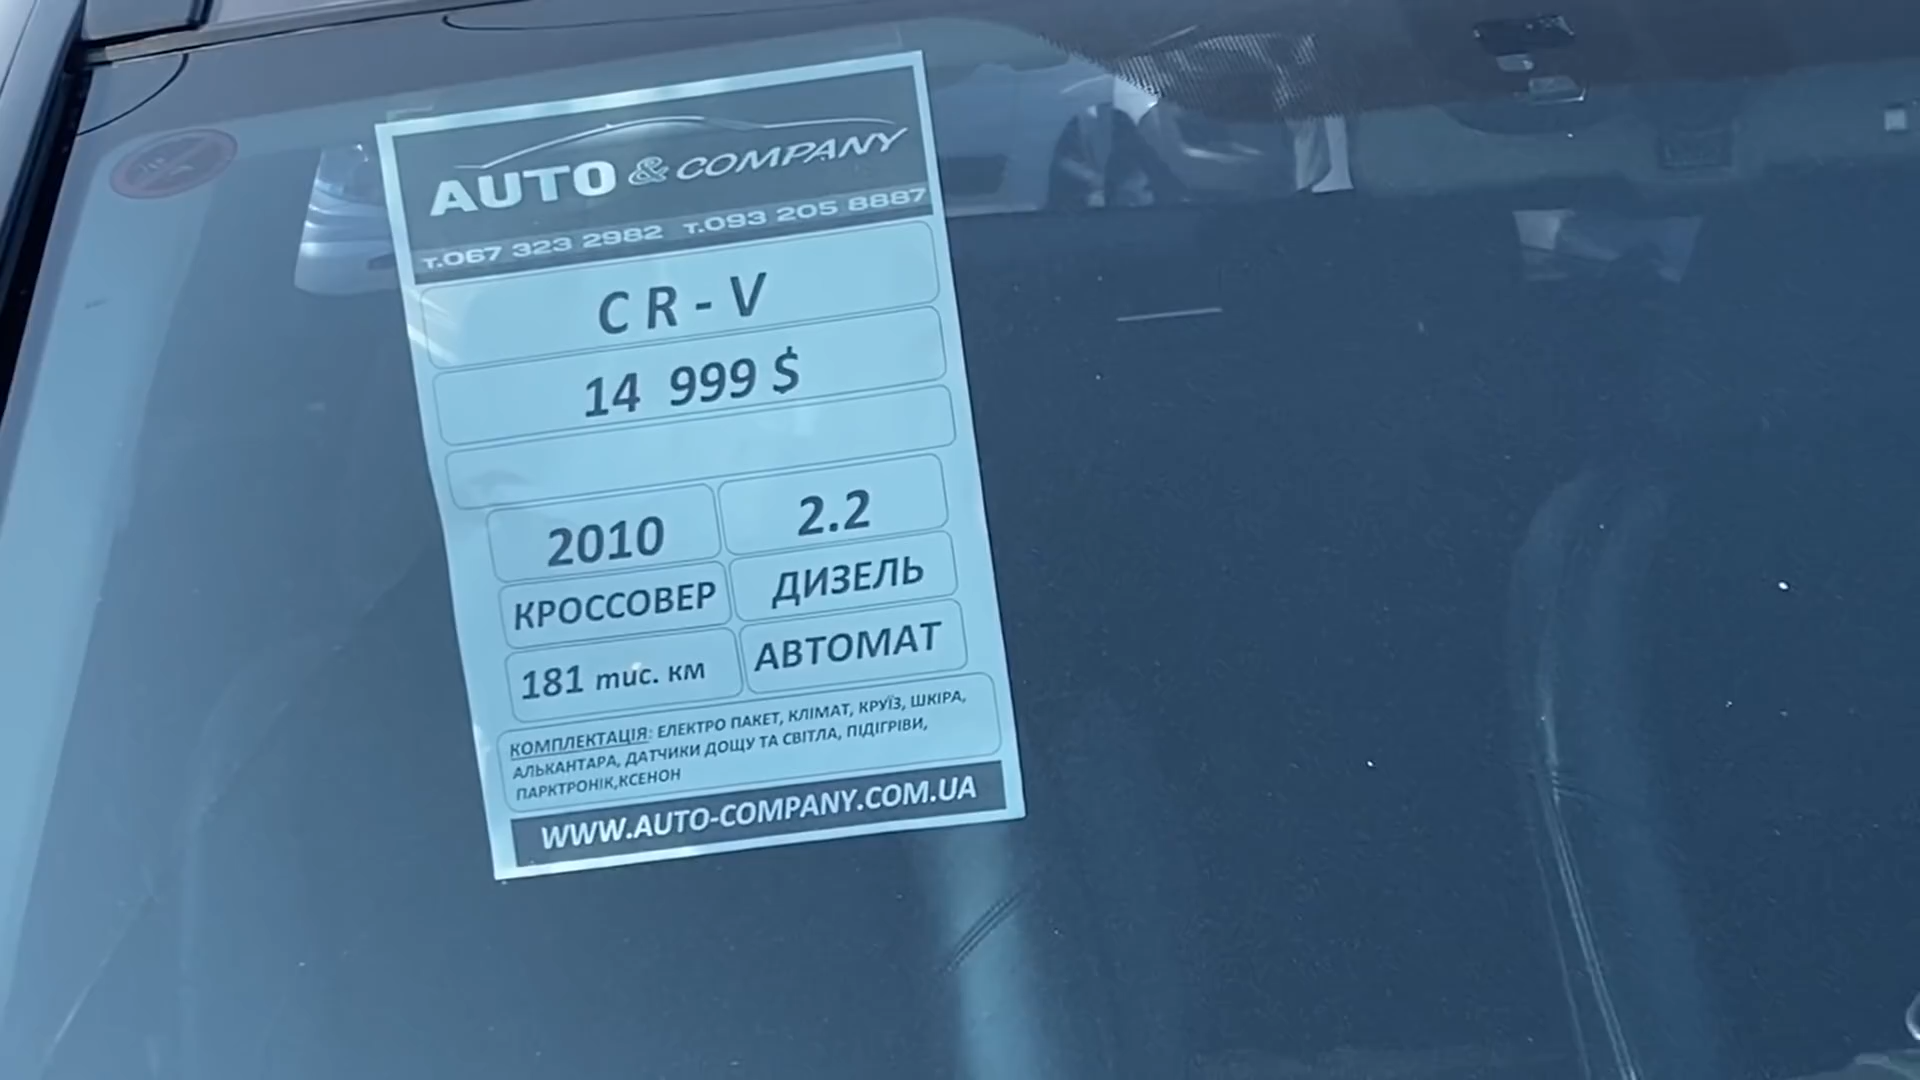 AUTO & COMPANY
т.067 323 2982 т.093 205 8887
CR-V
14 999 $
2010
2.2
КРОССОВЕР
ДИЗЕЛЬ
181 тис. км
АВТОМАТ
КОМПЛЕКТАЦІЯ: ЕЛЕКТРО ПАКЕТ, КЛІМАТ, КРУЇЗ, ШКІРА,
АЛЬКАНТАРА, ДАТЧИКИ ДОЩУ ТА СВІТЛА, ПІДІГРІВИ,
ПАРКТРОНІК,КСЕНОН
WWW.AUTO-COMPANY.COM.UA